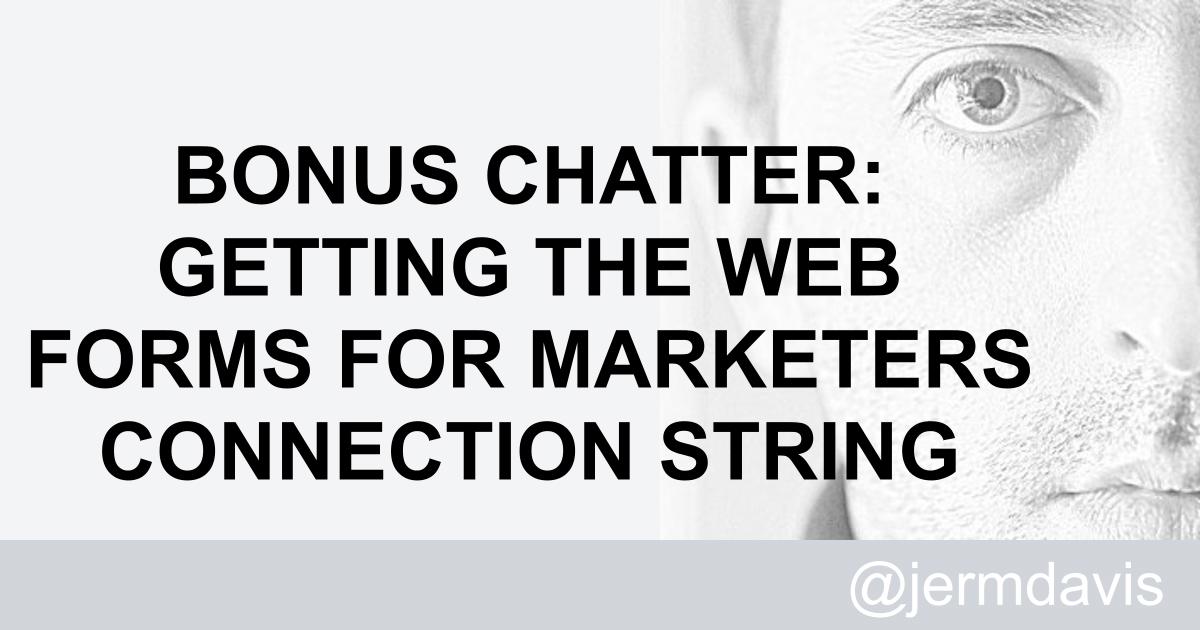 BONUS CHATTER:
GETTING THE WEB
FORMS FOR MARKETERS
CONNECTION STRING
@jermdavis